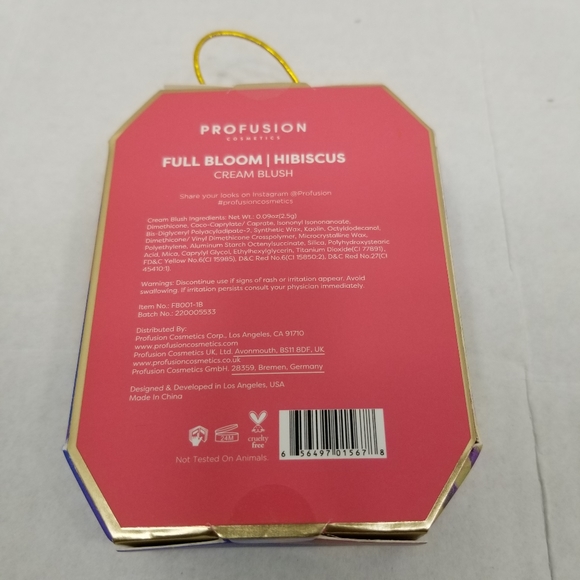 PROFUSION
COSMETICS
FULL BLOOM | HIBISCUS
CREAM BLUSH
Share your looks on Instagram @Profusion
#profusioncosmetics
Cream Blush Ingredients: Net Wt.: 0.09oz(2.5g)
Dimethicone, Coco-Caprylate/ Caprate, Isononyl Isononanoate,
Bis-Diglyceryl Polyacyladipate-2, Synthetic Wax, Kaolin, Octyldodecanol,
Dimethicone/ Vinyl Dimethicone Crosspolymer, Microcrystalline Wax,
Polyethylene, Aluminum Starch Octenylsuccinate, Silica, Polyhydroxystearic
Acid, Mica, Caprylyl Glycol, Ethylhexylglycerin, Titanium Dioxide(CI 77891),
FD&C Yellow No.6(CI 15985), D&C Red No.6(CI 15850:2), D&C Red No.27(CI
45410:1).
Warnings: Discontinue use if signs of rash or irritation appear. Avoid
swallowing. If irritation persists consult your physician immediately.
Item No.: FB001-1B
Batch No.: 220005533
Distributed By:
Profusion Cosmetics Corp., Los Angeles, CA 91710
www.profusioncosmetics.com
Profusion Cosmetics UK, Ltd. Avonmouth, BS11 8DF, UK
www.profusioncosmetics.co.uk
Profusion Cosmetics GmbH. 28359, Bremen, Germany
Designed & Developed in Los Angeles, USA
Made In China
24M
cruelty
free
Not Tested On Animals.
6 56497 01567 8